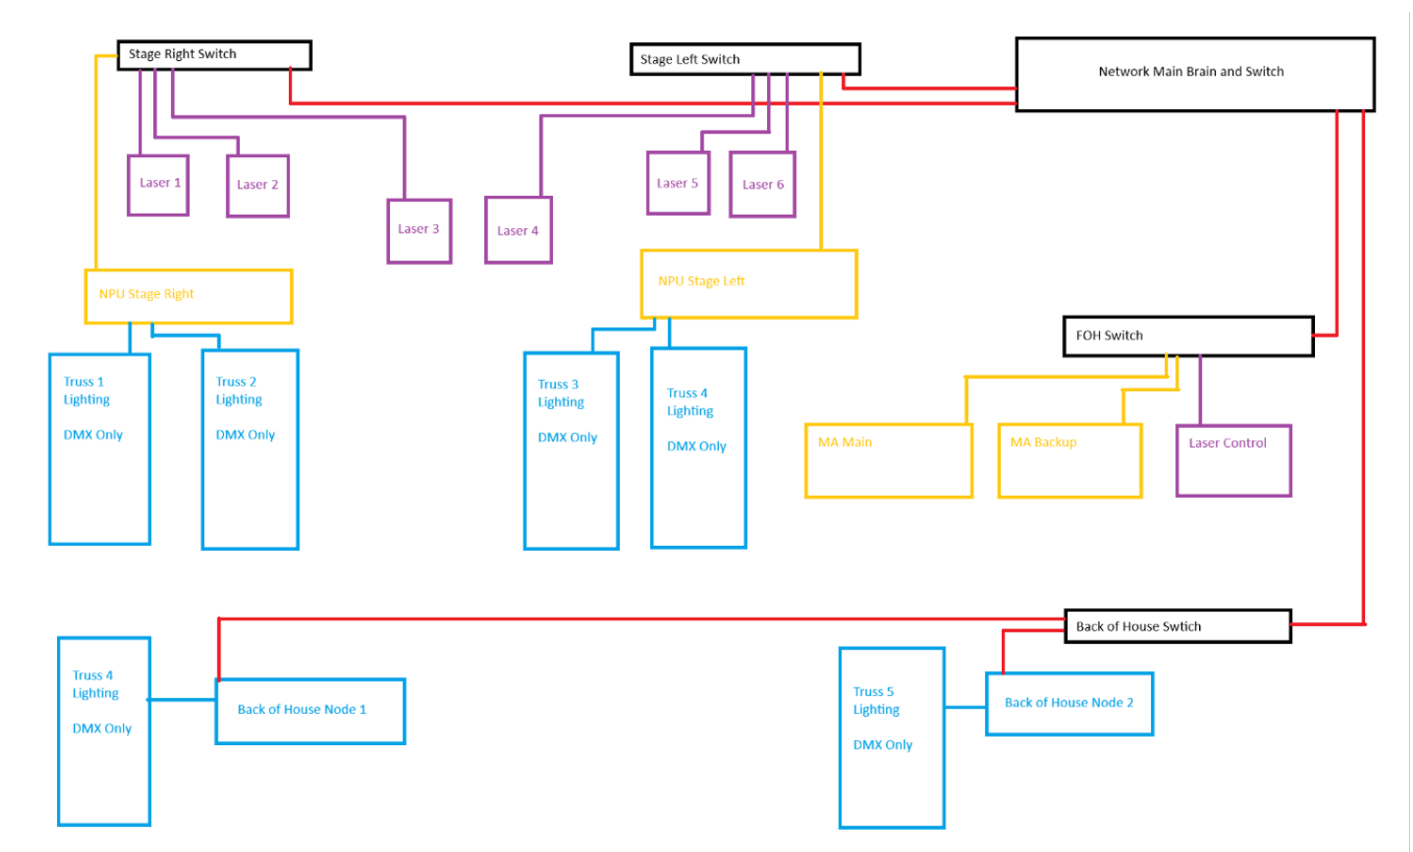 Stage Right Switch
Stage Left Switch
Network Main Brain and Switch
Laser 1
Laser 2
Laser 3
Laser 4
Laser 5
Laser 6
NPU Stage Right
NPU Stage Left
FOH Switch
Truss 1
Lighting
DMX Only
Truss 2
Lighting
DMX Only
Truss 3
Lighting
DMX Only
Truss 4
Lighting
DMX Only
MA Main
MA Backup
Laser Control
Back of House Swtich
Truss 4
Lighting
DMX Only
Back of House Node 1
Truss 5
Lighting
DMX Only
Back of House Node 2